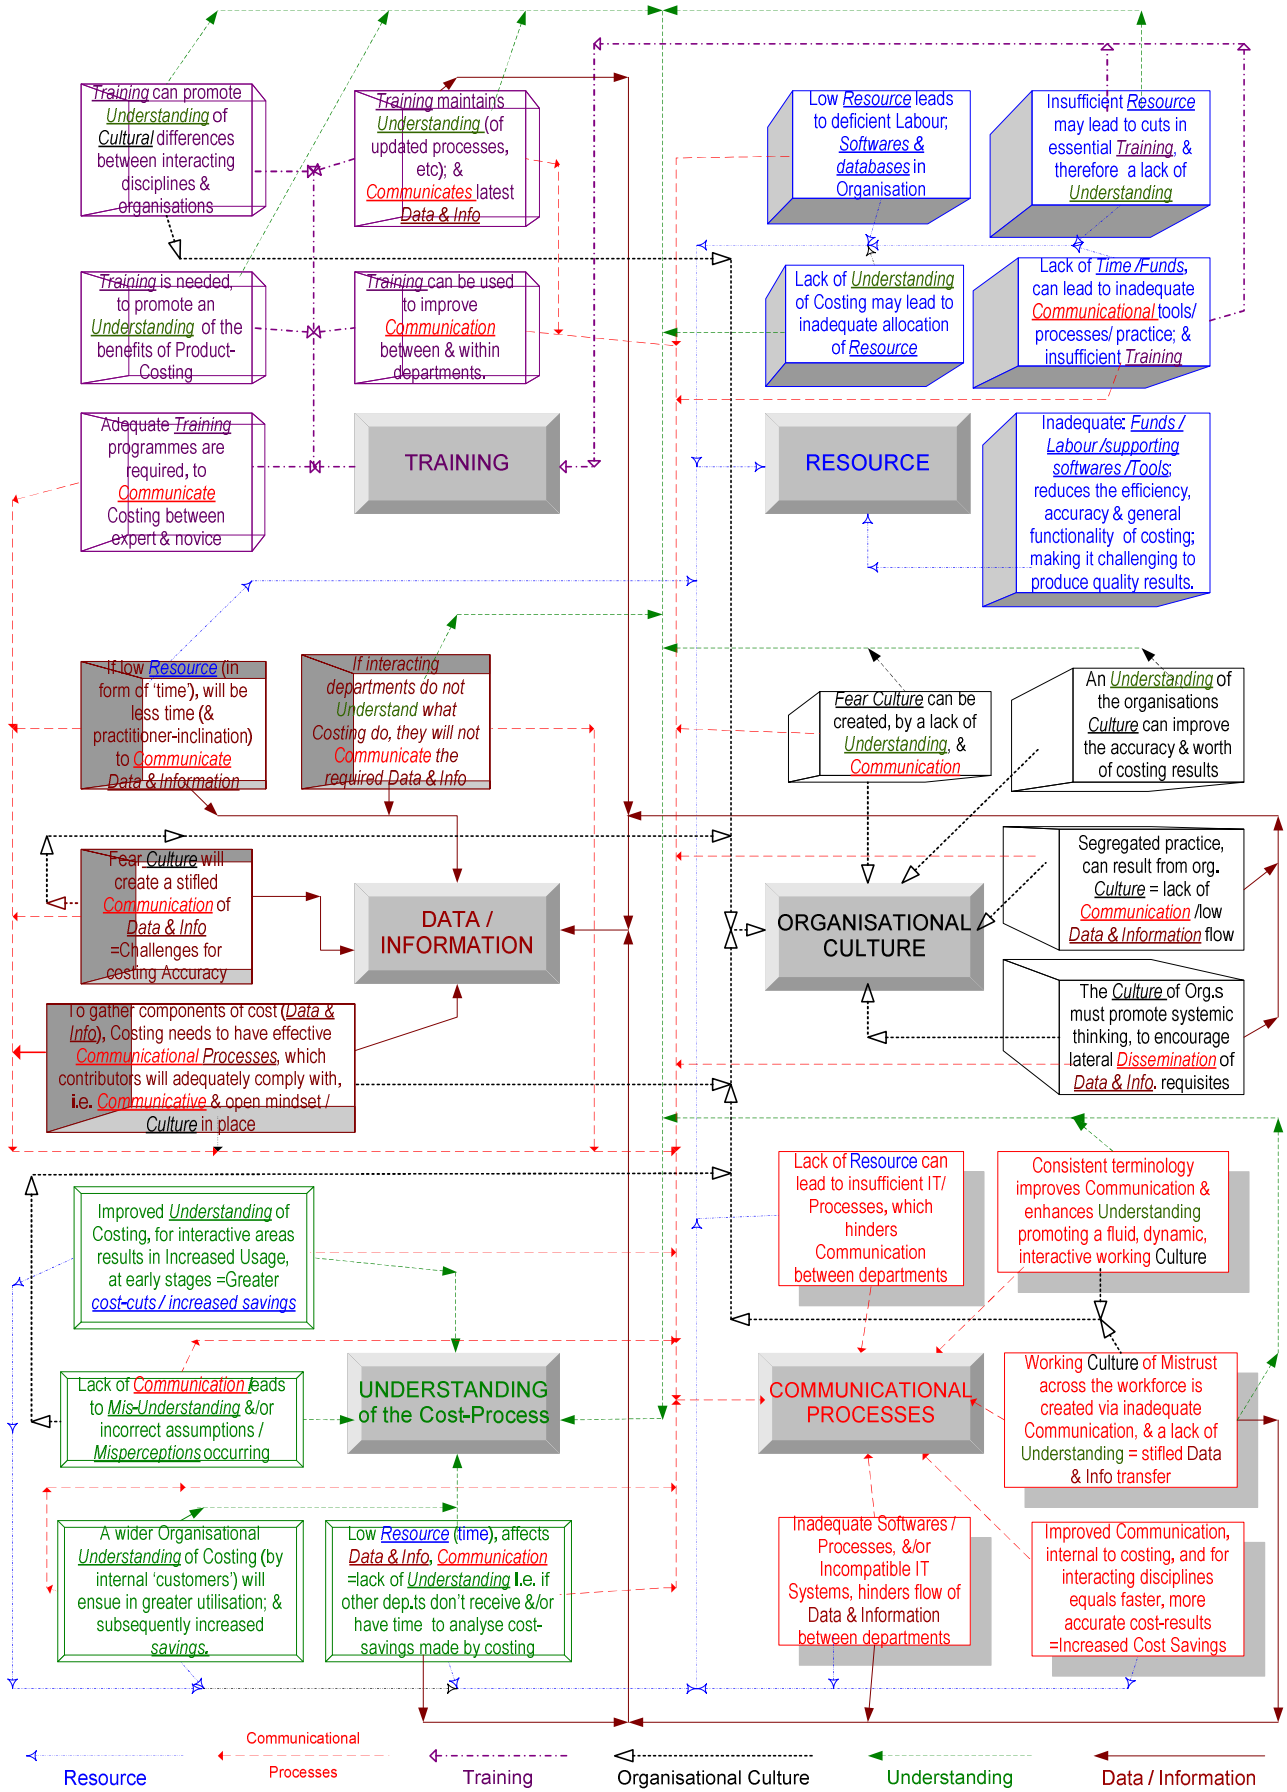 Training can promote
Understanding of
Cultural differences
between interacting
disciplines &
organisations
Training maintains
Understanding (of
updated processes,
etc); &
Communicates latest
Data & Info
Low Resource leads
to deficient Labour;
Softwares &
databases in
Organisation
Insufficient Resource
may lead to cuts in
essential Training, &
therefore a lack of
Understanding
Training is needed,
to promote an
Understanding of the
benefits of Product-
Costing
Training can be used
to improve
Communication
between & within
departments.
Lack of Understanding
of Costing may lead to
inadequate allocation
of Resource
Lack of Time /Funds,
can lead to inadequate
Communicational tools/
processes/ practice; &
insufficient Training
Adequate Training
programmes are
required, to
Communicate
Costing between
expert & novice
TRAINING
RESOURCE
Inadequate: Funds /
Labour /supporting
softwares /Tools;
reduces the efficiency,
accuracy & general
functionality of costing;
making it challenging to
produce quality results.
If low Resource (in
form of ‘time’), will be
less time (&
practitioner-inclination)
to Communicate
Data & Information
If interacting
departments do not
Understand what
Costing do, they will not
Communicate the
required Data & Info
Fear Culture can be
created, by a lack of
Understanding, &
Communication
An Understanding of
the organisations
Culture can improve
the accuracy & worth
of costing results
Fear Culture will
create a stifled
Communication of
Data & Info
=Challenges for
costing Accuracy
DATA /
INFORMATION
ORGANISATIONAL
CULTURE
Segregated practice,
can result from org.
Culture = lack of
Communication /low
Data & Information flow
To gather components of cost (Data &
Info), Costing needs to have effective
Communicational Processes, which
contributors will adequately comply with,
i.e. Communicative & open mindset /
Culture in place
The Culture of Org.s
must promote systemic
thinking, to encourage
lateral Dissemination of
Data & Info. requisites
Improved Understanding of
Costing, for interactive areas
results in Increased Usage,
at early stages =Greater
cost-cuts / increased savings
Lack of Resource can
lead to insufficient IT/
Processes, which
hinders
Communication
between departments
Consistent terminology
improves Communication &
enhances Understanding
promoting a fluid, dynamic,
interactive working Culture
Lack of Communication leads
to Mis-Understanding &/or
incorrect assumptions /
Misperceptions occurring
UNDERSTANDING
of the Cost-Process
COMMUNICATIONAL
PROCESSES
Working Culture of Mistrust
across the workforce is
created via inadequate
Communication, & a lack of
Understanding = stifled Data
& Info transfer
A wider Organisational
Understanding of Costing (by
internal ‘customers’) will
ensue in greater utilisation; &
subsequently increased
savings.
Low Resource (time), affects
Data & Info, Communication
=lack of Understanding I.e. if
other dep.ts don’t receive &/or
have time to analyse cost-
savings made by costing
Inadequate Softwares /
Processes, &/or
Incompatible IT
Systems, hinders flow of
Data & Information
between departments
Improved Communication,
internal to costing, and for
interacting disciplines
equals faster, more
accurate cost-results
=Increased Cost Savings
Resource
Communicational
Processes
Training
Organisational Culture
Understanding
Data / Information